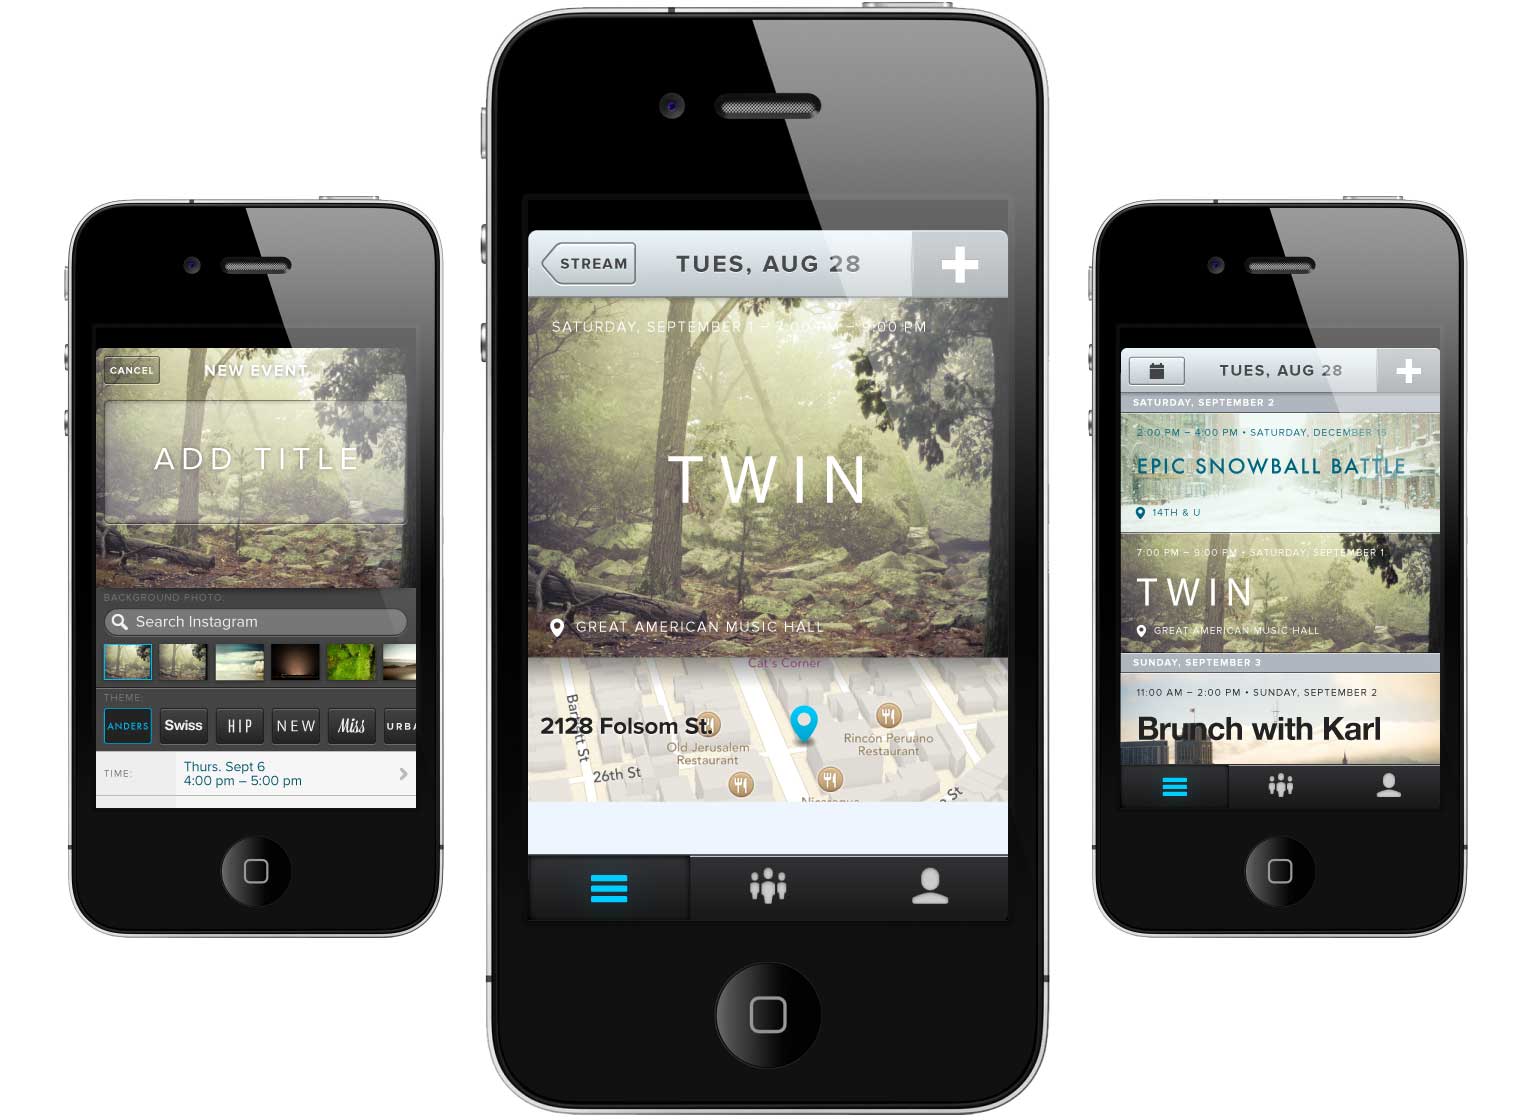 CANCEL
NEW EVENT
ADD TITLE
BACKGROUND PHOTO:
Search Instagram
THEME:
ANDERS
Swiss
HIP
NEW
Miss
URBA
TIME:
Thurs. Sept 6
4:00 pm – 5:00 pm
STREAM
TUES, AUG 28
SATURDAY, SEPTEMBER 1 – 7:00 PM – 9:00 PM
TWIN
GREAT AMERICAN MUSIC HALL
Cat's Corner
Bartlett St
2128 Folsom St.
Old Jerusalem
Restaurant
Rincón Peruano
Restaurant
26th St
Nicaragua
St
TUES, AUG 28
SATURDAY, SEPTEMBER 2
2:00 PM – 4:00 PM • SATURDAY, DECEMBER 15
EPIC SNOWBALL BATTLE
14TH & U
7:00 PM – 9:00 PM • SATURDAY, SEPTEMBER 1
TWIN
GREAT AMERICAN MUSIC HALL
SUNDAY, SEPTEMBER 3
11:00 AM – 2:00 PM • SUNDAY, SEPTEMBER 2
Brunch with Karl